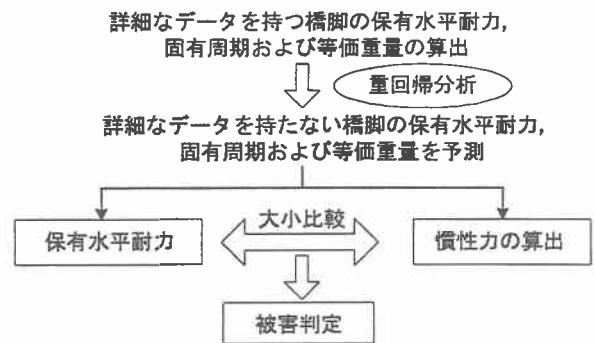 詳細なデータを持つ橋脚の保有水平耐力,
固有周期および等価重量の算出
重回帰分析
詳細なデータを持たない橋脚の保有水平耐力,
固有周期および等価重量を予測
保有水平耐力
大小比較
慣性力の算出
被害判定